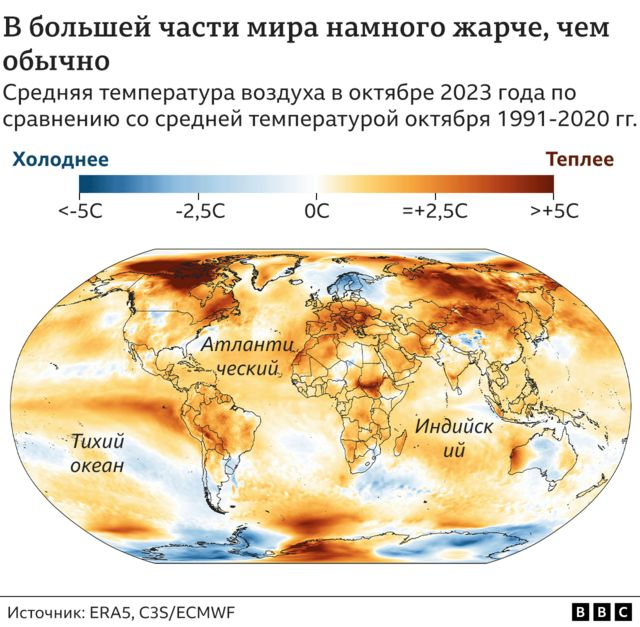 В большей части мира намного жарче, чем
обычно
Средняя температура воздуха в октябре 2023 года по
сравнению со средней температурой октября 1991-2020 гг.
Холоднее
Теплее
<-5C
-2,5C
0C
=+2,5C
>+5C
Атланти
ческий
Индийск
ий
Тихий
океан
Источник: ERA5, C3S/ECMWF
BBC